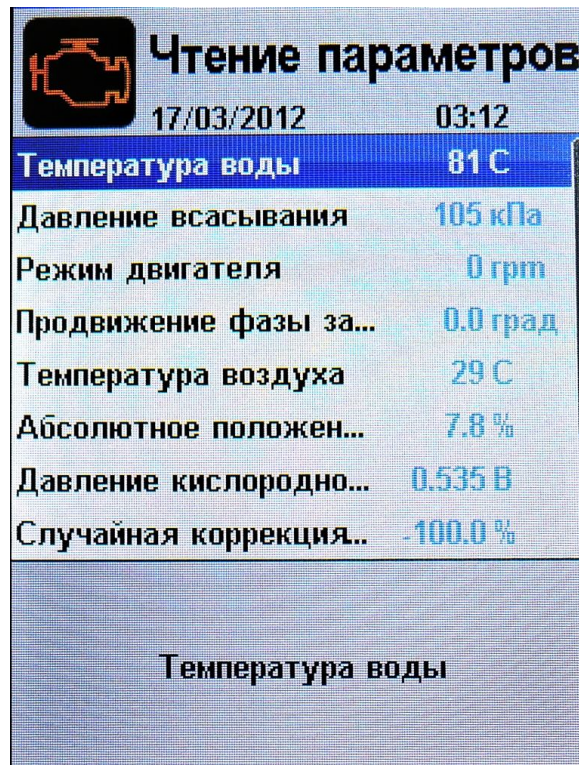 Чтение параметров
17/03/2012 03:12
Температура воды 81 C
Давление всасывания 105 кПа
Режим двигателя 0 rpm
Продвижение фазы за... 0.0 град
Температура воздуха 29 C
Абсолютное положен... 7.8 %
Давление кислородно... 0.535 В
Случайная коррекция... -100.0 %
Температура воды